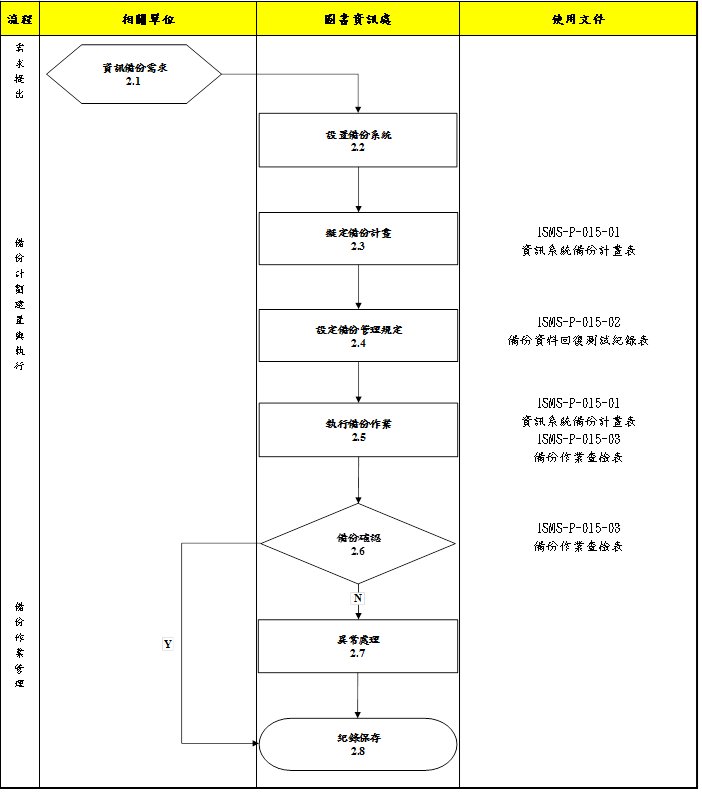 流程 相關單位 圖書資訊處 使用文件
需求提出
資訊備份需求
2.1
設置備份系統
2.2
備份計劃建置與執行
擬定備份計畫
2.3
ISMS-P-015-01
資訊系統備份計畫表
設定備份管理規定
2.4
ISMS-P-015-02
備份資料回復測試紀錄表
執行備份作業
2.5
ISMS-P-015-01
資訊系統備份計畫表
ISMS-P-015-03
備份作業查檢表
備份確認
2.6
ISMS-P-015-03
備份作業查檢表
N
備份作業管理
Y
異常處理
2.7
紀錄保存
2.8